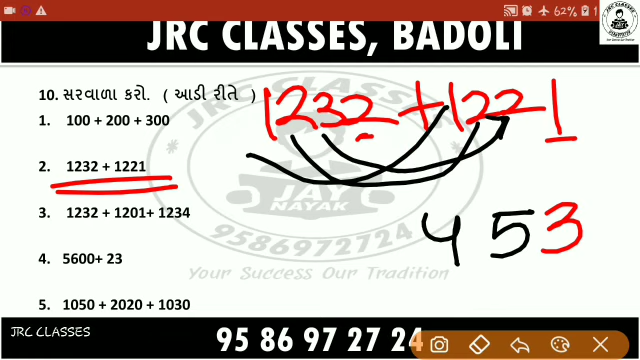 62%
JRC CLASSES, BADOLI
10. સરવાળા કરો. ( આડી રીતે )
1232 + 1221
1. 100 + 200 + 300
2. 1232 + 1221
3. 1232 + 1201+ 1234
453
4. 5600+ 23
5. 1050 + 2020 + 1030
JAY
NAYAK
9586972724
Your Success Our Tradition
JRC CLASSES
95 86 97 27 24